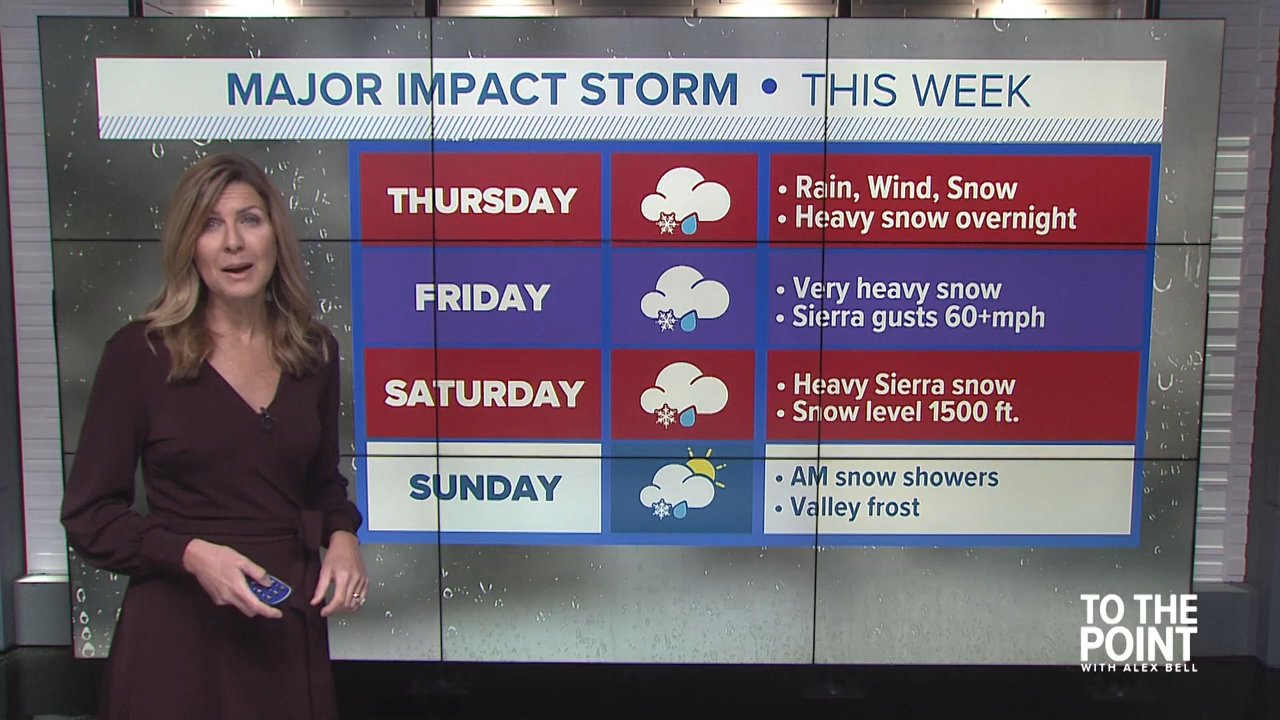 MAJOR IMPACT STORM • THIS WEEK
THURSDAY
• Rain, Wind, Snow
• Heavy snow overnight
FRIDAY
• Very heavy snow
• Sierra gusts 60+mph
SATURDAY
• Heavy Sierra snow
• Snow level 1500 ft.
SUNDAY
• AM snow showers
• Valley frost
TO THE
POINT
WITH ALEX BELL